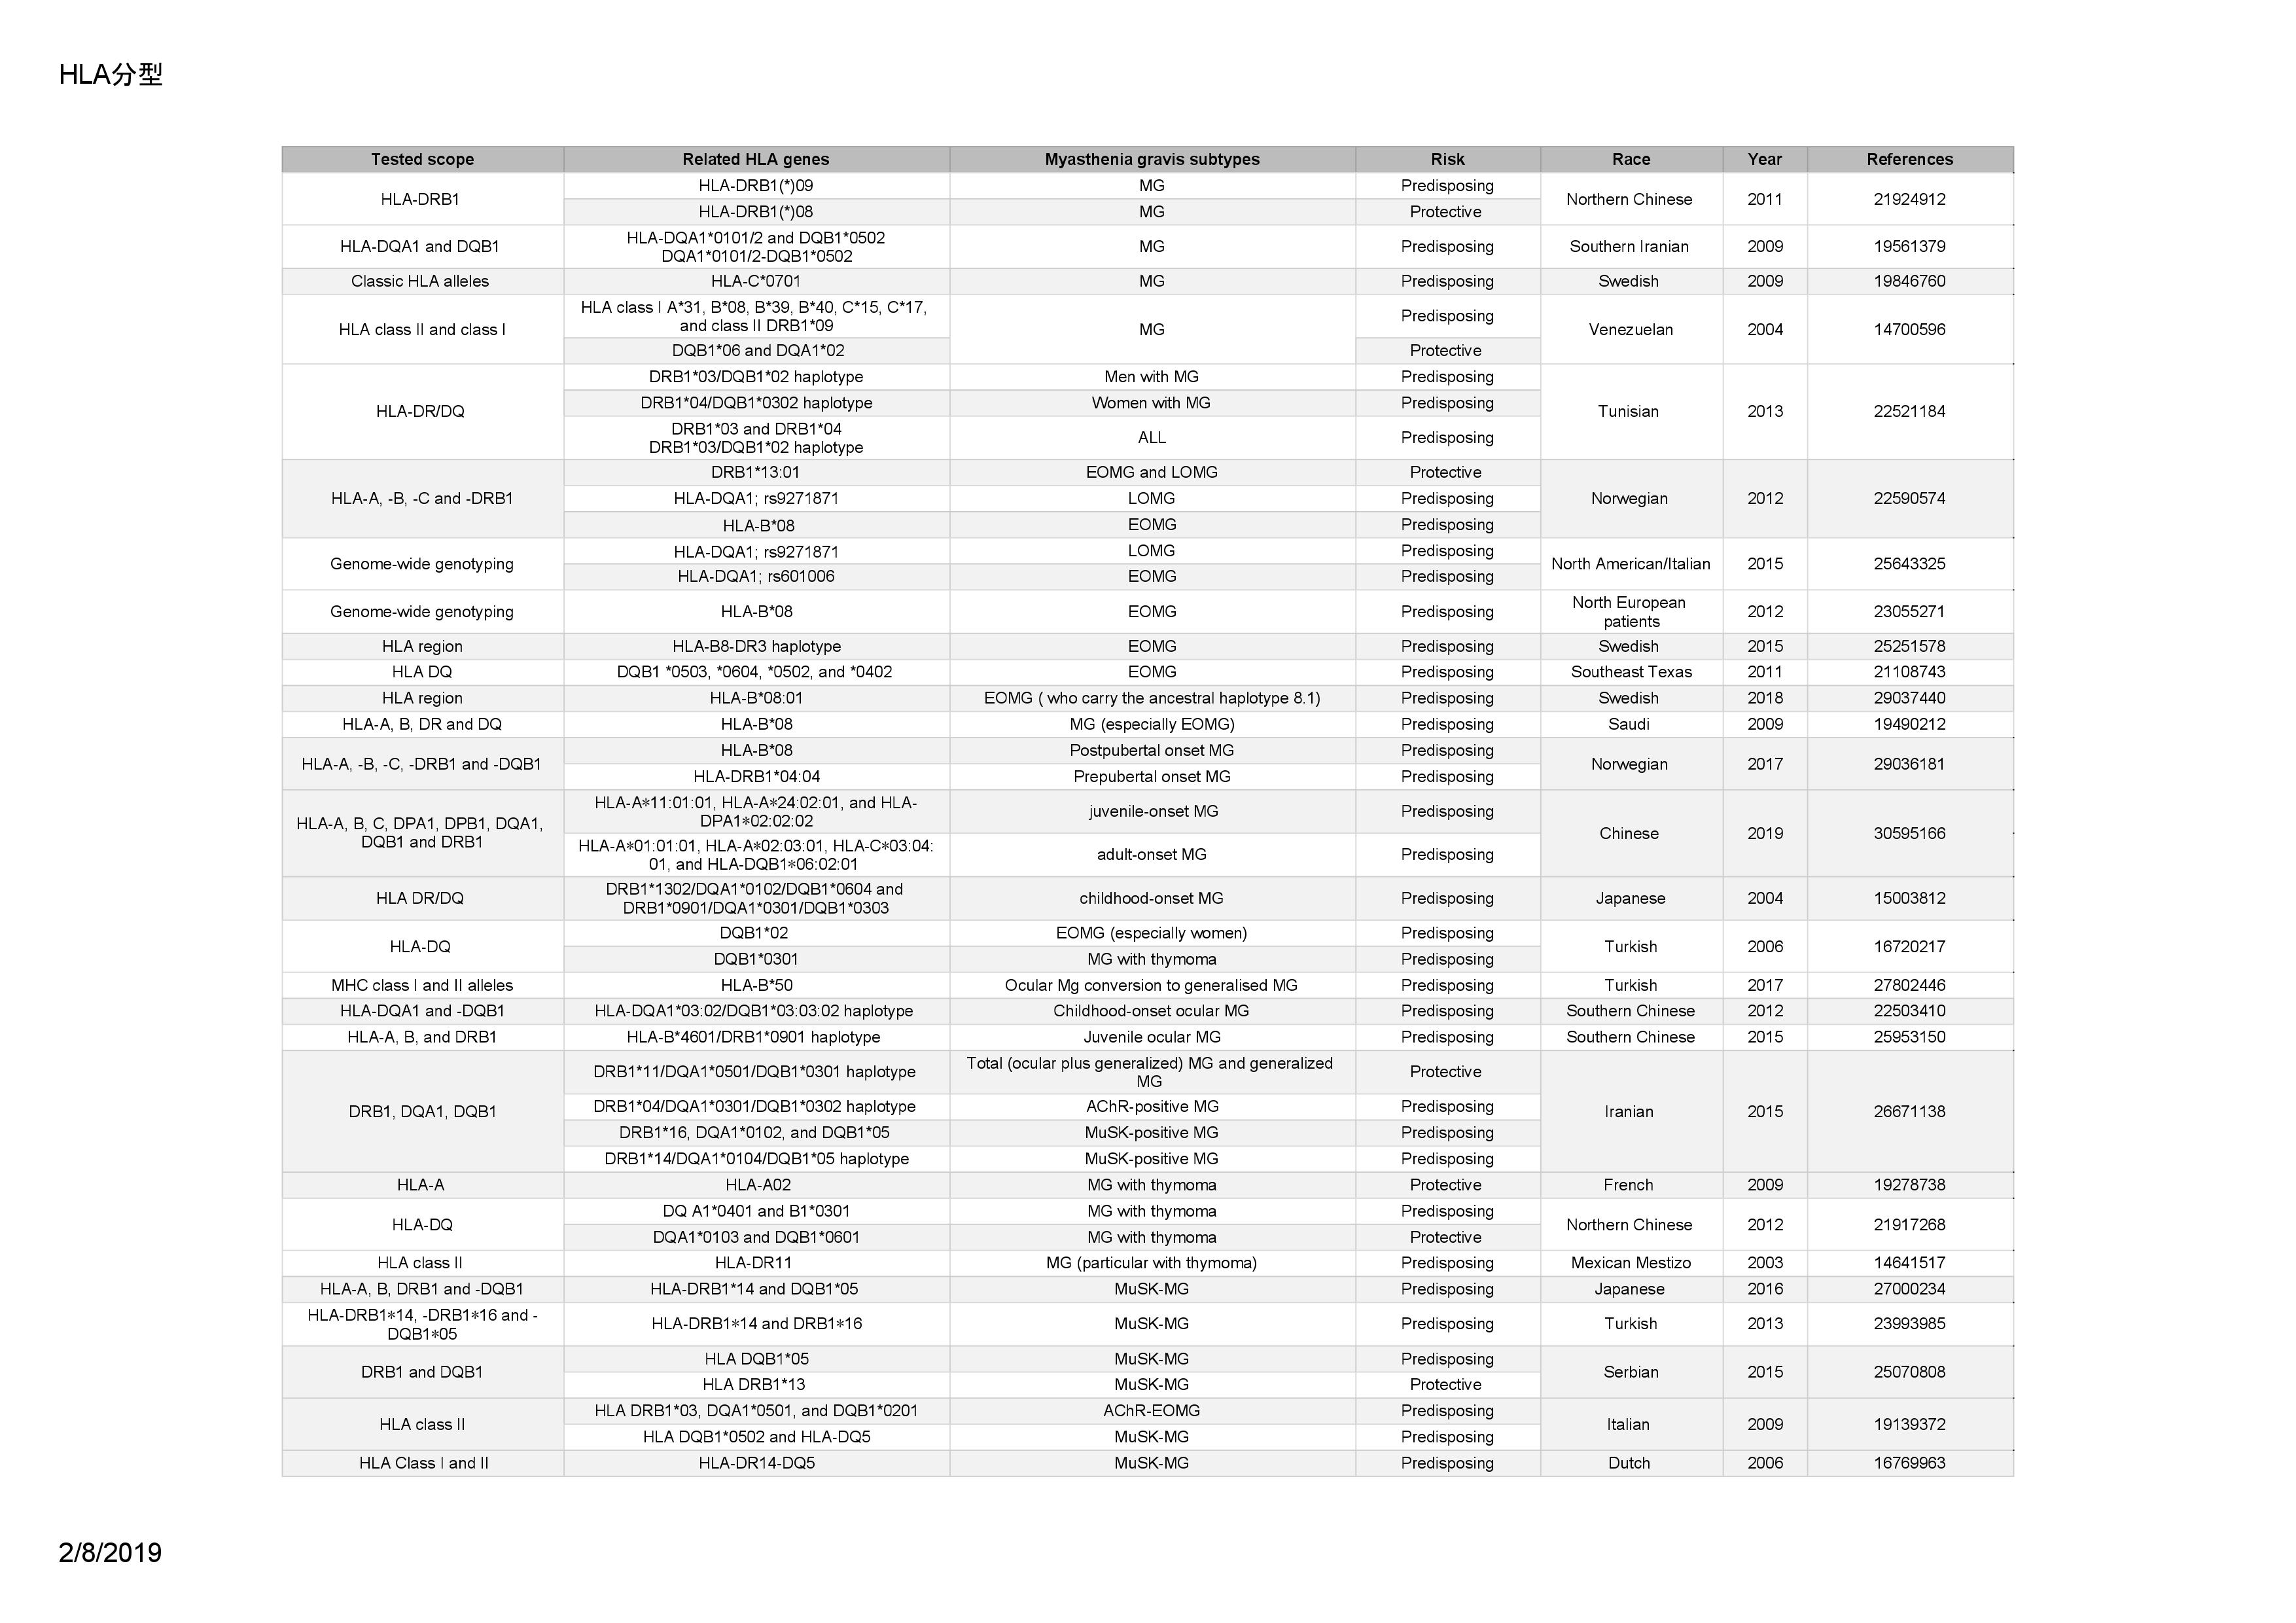 HLA分型
Tested scope Related HLA genes Myasthenia gravis subtypes Risk Race Year References
HLA-DRB1 HLA-DRB1(*)09 MG Predisposing Northern Chinese 2011 21924912
HLA-DRB1(*)08 MG Protective
HLA-DQA1 and DQB1 HLA-DQA1*0101/2 and DQB1*0502 MG Predisposing Southern Iranian 2009 19561379
DQA1*0101/2-DQB1*0502
Classic HLA alleles HLA-C*0701 MG Predisposing Swedish 2009 19846760
HLA class II and class I HLA class I A*31, B*08, B*39, B*40, C*15, C*17, MG Predisposing Venezuelan 2004 14700596
and class II DRB1*09
DQB1*06 and DQA1*02 Protective
HLA-DR/DQ DRB1*03/DQB1*02 haplotype Men with MG Predisposing Tunisian 2013 22521184
DRB1*04/DQB1*0302 haplotype Women with MG Predisposing
DRB1*03 and DRB1*04 ALL Predisposing
DRB1*03/DQB1*02 haplotype
HLA-A, -B, -C and -DRB1 DRB1*13:01 EOMG and LOMG Protective Norwegian 2012 22590574
HLA-DQA1; rs9271871 LOMG Predisposing
HLA-B*08 EOMG Predisposing
Genome-wide genotyping HLA-DQA1; rs9271871 LOMG Predisposing North American/Italian 2015 25643325
HLA-DQA1; rs601006 EOMG Predisposing
Genome-wide genotyping HLA-B*08 EOMG Predisposing North European 2012 23055271
patients
HLA region HLA-B8-DR3 haplotype EOMG Predisposing Swedish 2015 25251578
HLA DQ DQB1 *0503, *0604, *0502, and *0402 EOMG Predisposing Southeast Texas 2011 21108743
HLA region HLA-B*08:01 EOMG ( who carry the ancestral haplotype 8.1) Predisposing Swedish 2018 29037440
HLA-A, B, DR and DQ HLA-B*08 MG (especially EOMG) Predisposing Saudi 2009 19490212
HLA-A, -B, -C, -DRB1 and -DQB1 HLA-B*08 Postpubertal onset MG Predisposing Norwegian 2017 29036181
HLA-DRB1*04:04 Prepubertal onset MG Predisposing
HLA-A, B, C, DPA1, DPB1, DQA1, HLA-A∗11:01:01, HLA-A∗24:02:01, and HLA- juvenile-onset MG Predisposing Chinese 2019 30595166
DQB1 and DRB1 DPA1∗02:02:02
HLA-A∗01:01:01, HLA-A∗02:03:01, HLA-C∗03:04: adult-onset MG Predisposing
01, and HLA-DQB1∗06:02:01
HLA DR/DQ DRB1*1302/DQA1*0102/DQB1*0604 and childhood-onset MG Predisposing Japanese 2004 15003812
DRB1*0901/DQA1*0301/DQB1*0303
HLA-DQ DQB1*02 EOMG (especially women) Predisposing Turkish 2006 16720217
DQB1*0301 MG with thymoma Predisposing
MHC class I and II alleles HLA-B*50 Ocular Mg conversion to generalised MG Predisposing Turkish 2017 27802446
HLA-DQA1 and -DQB1 HLA-DQA1*03:02/DQB1*03:03:02 haplotype Childhood-onset ocular MG Predisposing Southern Chinese 2012 22503410
HLA-A, B, and DRB1 HLA-B*4601/DRB1*0901 haplotype Juvenile ocular MG Predisposing Southern Chinese 2015 25953150
DRB1, DQA1, DQB1 DRB1*11/DQA1*0501/DQB1*0301 haplotype Total (ocular plus generalized) MG and generalized Protective Iranian 2015 26671138
MG
DRB1*04/DQA1*0301/DQB1*0302 haplotype AChR-positive MG Predisposing
DRB1*16, DQA1*0102, and DQB1*05 MuSK-positive MG Predisposing
DRB1*14/DQA1*0104/DQB1*05 haplotype MuSK-positive MG Predisposing
HLA-A HLA-A02 MG with thymoma Protective French 2009 19278738
HLA-DQ DQ A1*0401 and B1*0301 MG with thymoma Predisposing Northern Chinese 2012 21917268
DQA1*0103 and DQB1*0601 MG with thymoma Protective
HLA class II HLA-DR11 MG (particular with thymoma) Predisposing Mexican Mestizo 2003 14641517
HLA-A, B, DRB1 and -DQB1 HLA-DRB1*14 and DQB1*05 MuSK-MG Predisposing Japanese 2016 27000234
HLA-DRB1∗14, -DRB1∗16 and - HLA-DRB1∗14 and DRB1∗16 MuSK-MG Predisposing Turkish 2013 23993985
DQB1∗05
DRB1 and DQB1 HLA DQB1*05 MuSK-MG Predisposing Serbian 2015 25070808
HLA DRB1*13 MuSK-MG Protective
HLA class II HLA DRB1*03, DQA1*0501, and DQB1*0201 AChR-EOMG Predisposing Italian 2009 19139372
HLA DQB1*0502 and HLA-DQ5 MuSK-MG Predisposing
HLA Class I and II HLA-DR14-DQ5 MuSK-MG Predisposing Dutch 2006 16769963
2/8/2019